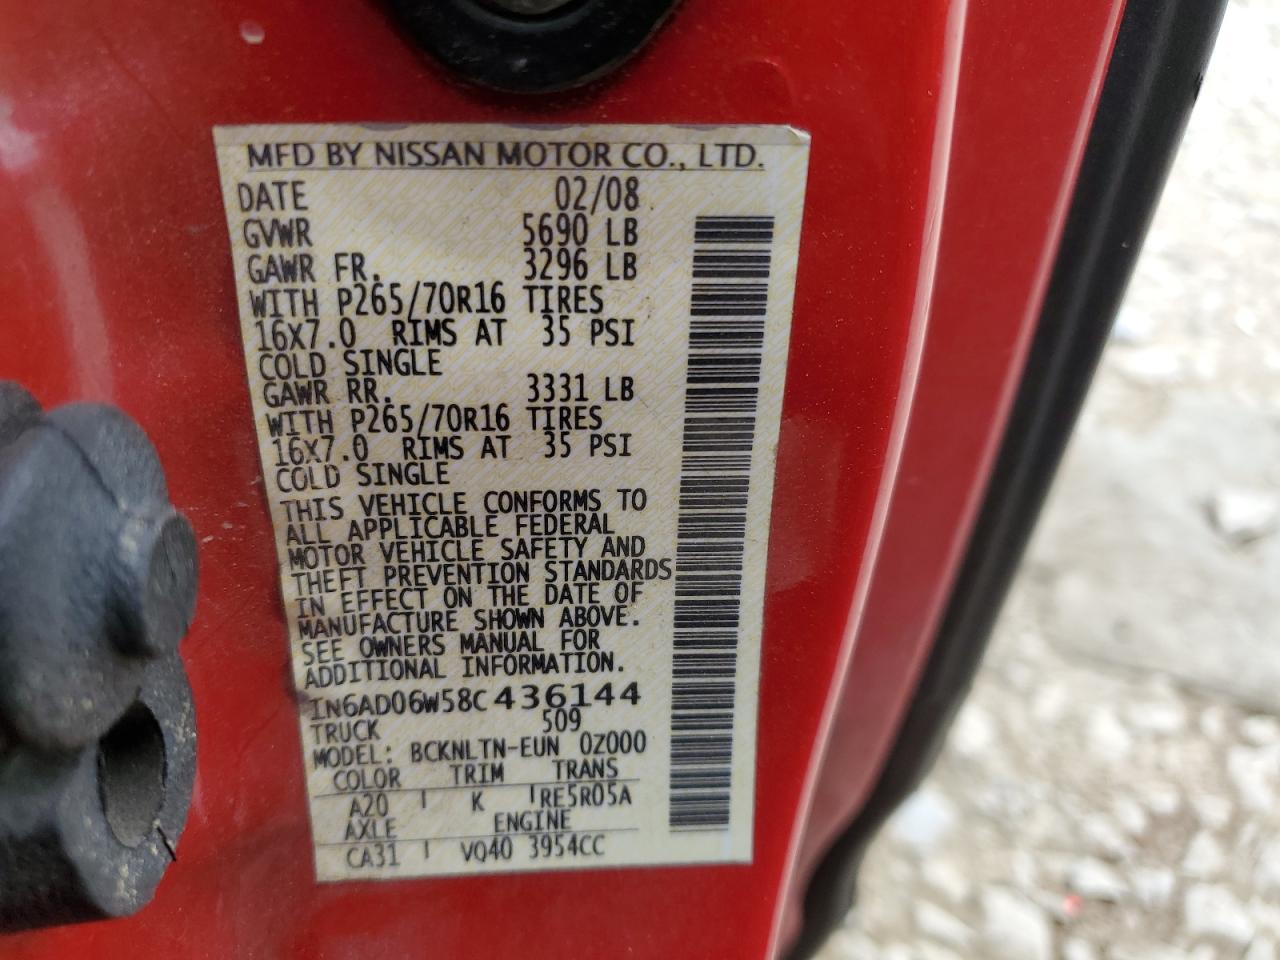 MFD BY NISSAN MOTOR CO., LTD.
DATE 02/08
GVWR 5690 LB
GAWR FR. 3296 LB
WITH P265/70R16 TIRES
16X7.0 RIMS AT 35 PSI
COLD SINGLE
GAWR RR. 3331 LB
WITH P265/70R16 TIRES
16X7.0 RIMS AT 35 PSI
COLD SINGLE
THIS VEHICLE CONFORMS TO
ALL APPLICABLE FEDERAL
MOTOR VEHICLE SAFETY AND
THEFT PREVENTION STANDARDS
IN EFFECT ON THE DATE OF
MANUFACTURE SHOWN ABOVE.
SEE OWNERS MANUAL FOR
ADDITIONAL INFORMATION.
1N6AD06W58C436144
TRUCK 509
MODEL: BCKNLTN-EUN 0Z000
COLOR TRIM TRANS
A20 K RE5R05A
AXLE ENGINE
CA31 VQ40 3954CC